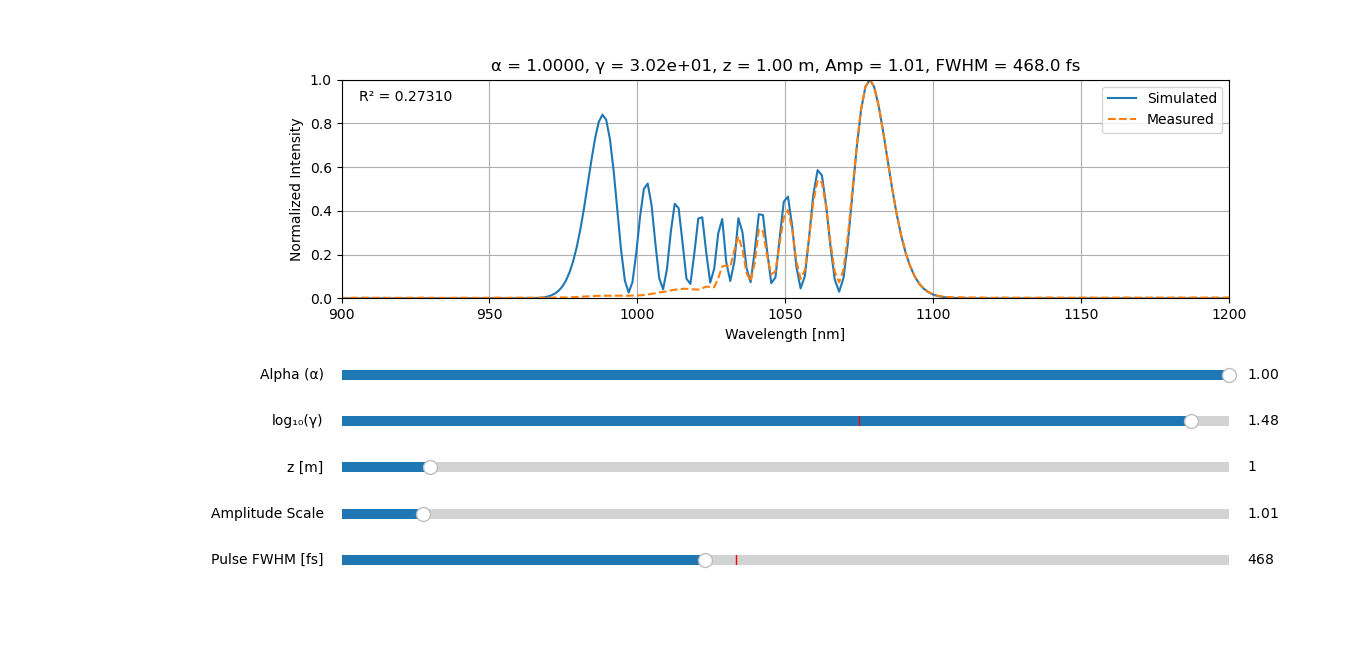 α = 1.0000, γ = 3.02e+01, z = 1.00 m, Amp = 1.01, FWHM = 468.0 fs
R² = 0.27310
Simulated
Measured
Normalized Intensity
1.0
0.8
0.6
0.4
0.2
0.0
900 950 1000 1050 1100 1150 1200
Wavelength [nm]
Alpha (α) 1.00
log₁₀(γ) 1.48
z [m] 1
Amplitude Scale 1.01
Pulse FWHM [fs] 468